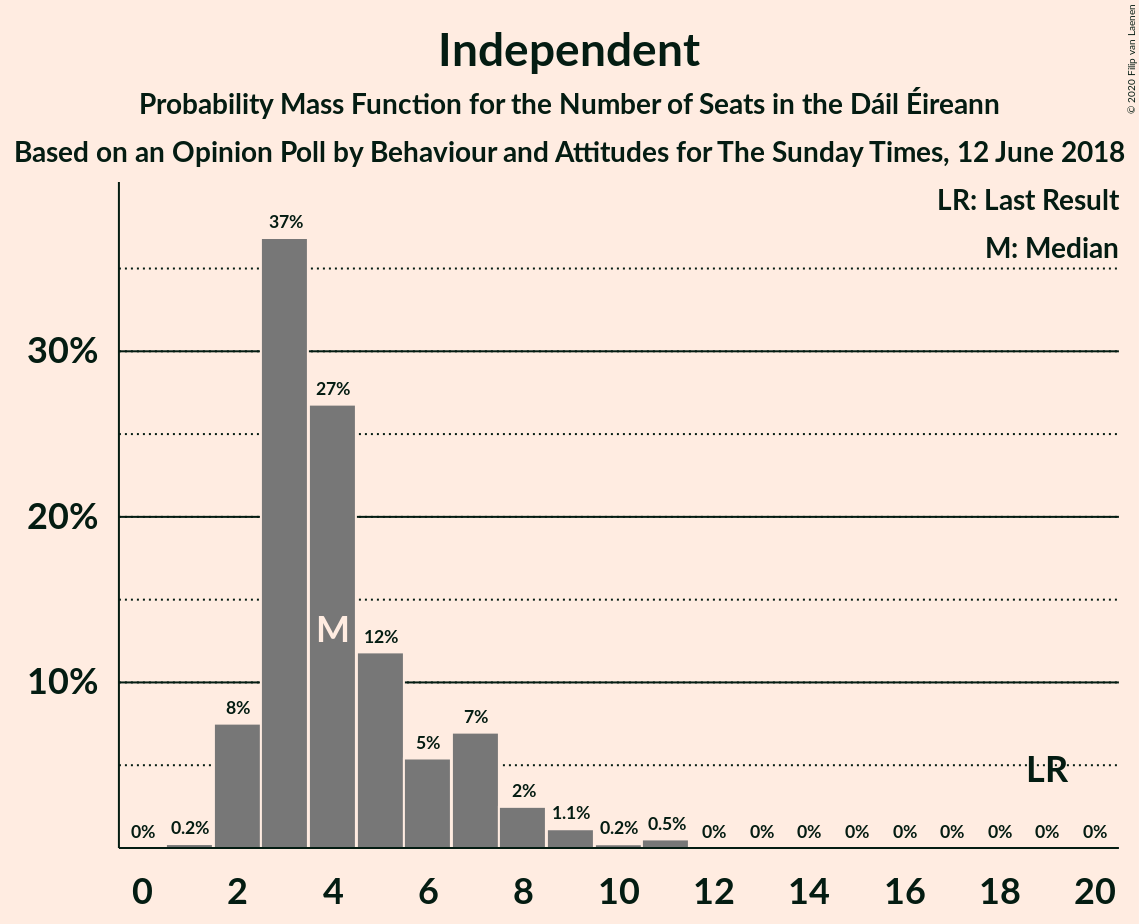 Independent
Probability Mass Function for the Number of Seats in the Dáil Éireann
Based on an Opinion Poll by Behaviour and Attitudes for The Sunday Times, 12 June 2018
© 2020 Filip van Laenen
LR: Last Result
M: Median
37%
30%
27%
20%
M
12%
10%
8%
7%
5%
2%
1.1%
0% 0.2% 0.2% 0.5% 0% 0% 0% 0% 0% 0% 0% 0% 0%
LR
0 2 4 6 8 10 12 14 16 18 20